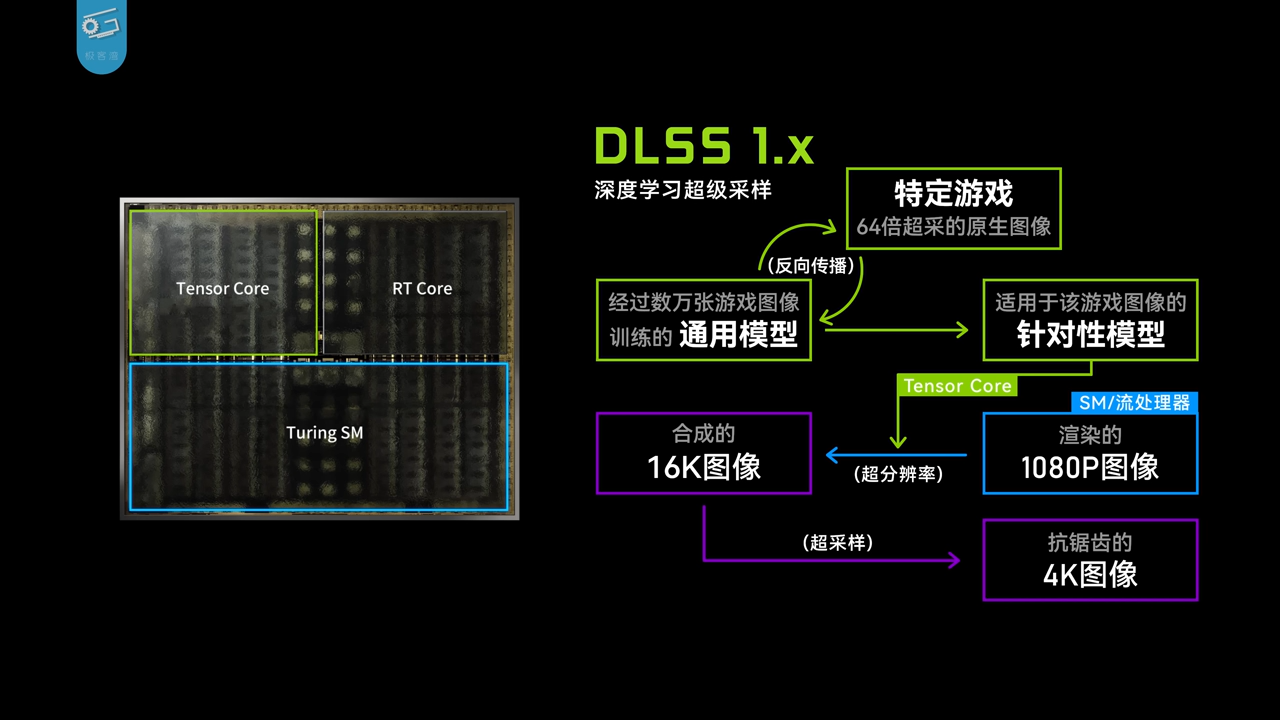 极客湾
DLSS 1.x
深度学习超级采样
特定游戏
64倍超采的原生图像
(反向传播)
经过数万张游戏图像
训练的 通用模型
适用于该游戏图像的
针对性模型
Tensor Core
SM/流处理器
合成的
16K图像
(超分辨率)
渲染的
1080P图像
(超采样)
抗锯齿的
4K图像
Tensor Core
RT Core
Turing SM